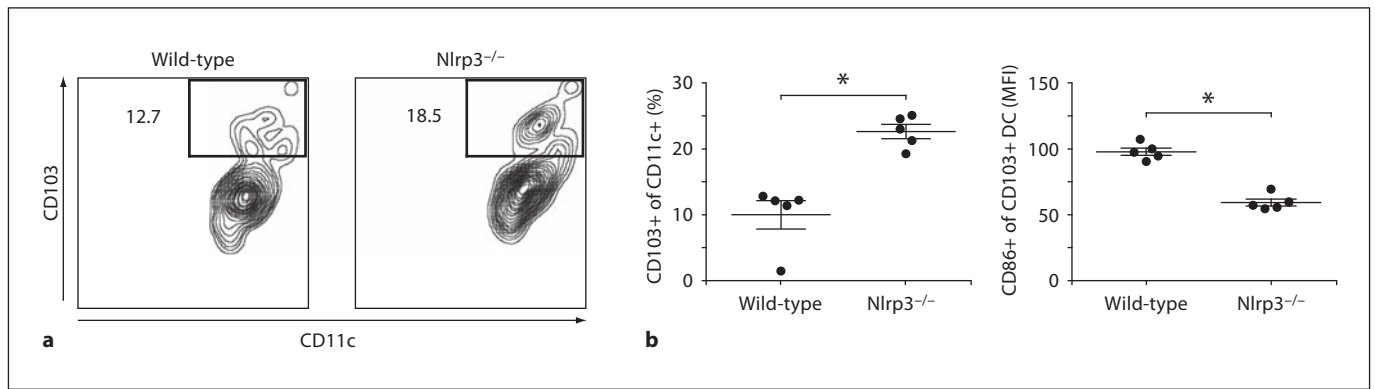 Wild-type
Nlrp3⁻/⁻
12.7
18.5
CD103
CD11c
a
CD103+ of CD11c+ (%)
30
20
10
0
*
Wild-type
Nlrp3⁻/⁻
CD86+ of CD103+ DC (MFI)
150
100
50
0
*
Wild-type
Nlrp3⁻/⁻
b